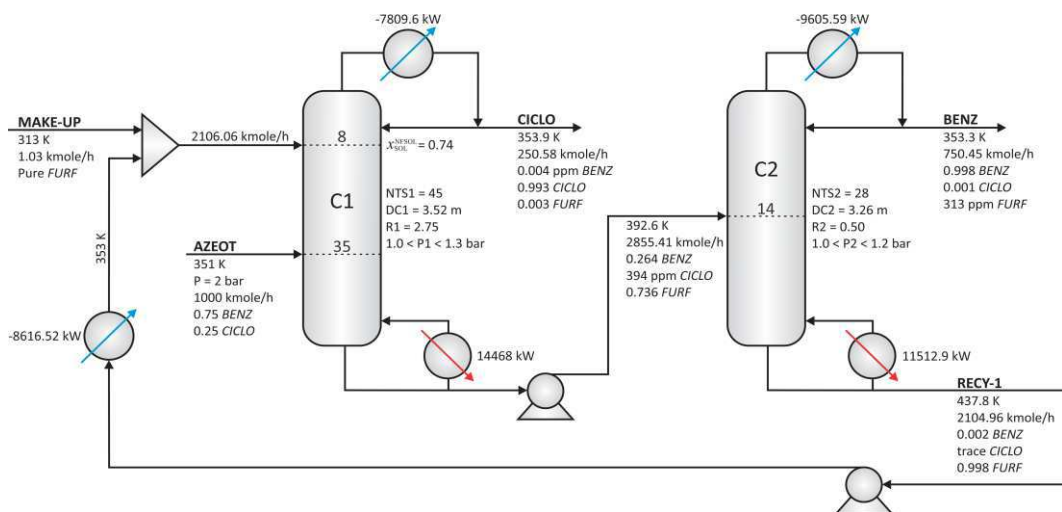 -7809.6 kW
-9605.59 kW
MAKE-UP
313 K
1.03 kmole/h
Pure FURF
2106.06 kmole/h
8
x_SOL^NFSOL = 0.74
CICLO
353.9 K
250.58 kmole/h
0.004 ppm BENZ
0.993 CICLO
0.003 FURF
C1
NTS1 = 45
DC1 = 3.52 m
R1 = 2.75
1.0 < P1 < 1.3 bar
35
AZEOT
351 K
P = 2 bar
1000 kmole/h
0.75 BENZ
0.25 CICLO
353 K
-8616.52 kW
14468 kW
392.6 K
2855.41 kmole/h
0.264 BENZ
394 ppm CICLO
0.736 FURF
C2
14
NTS2 = 28
DC2 = 3.26 m
R2 = 0.50
1.0 < P2 < 1.2 bar
BENZ
353.3 K
750.45 kmole/h
0.998 BENZ
0.001 CICLO
313 ppm FURF
11512.9 kW
RECY-1
437.8 K
2104.96 kmole/h
0.002 BENZ
trace CICLO
0.998 FURF